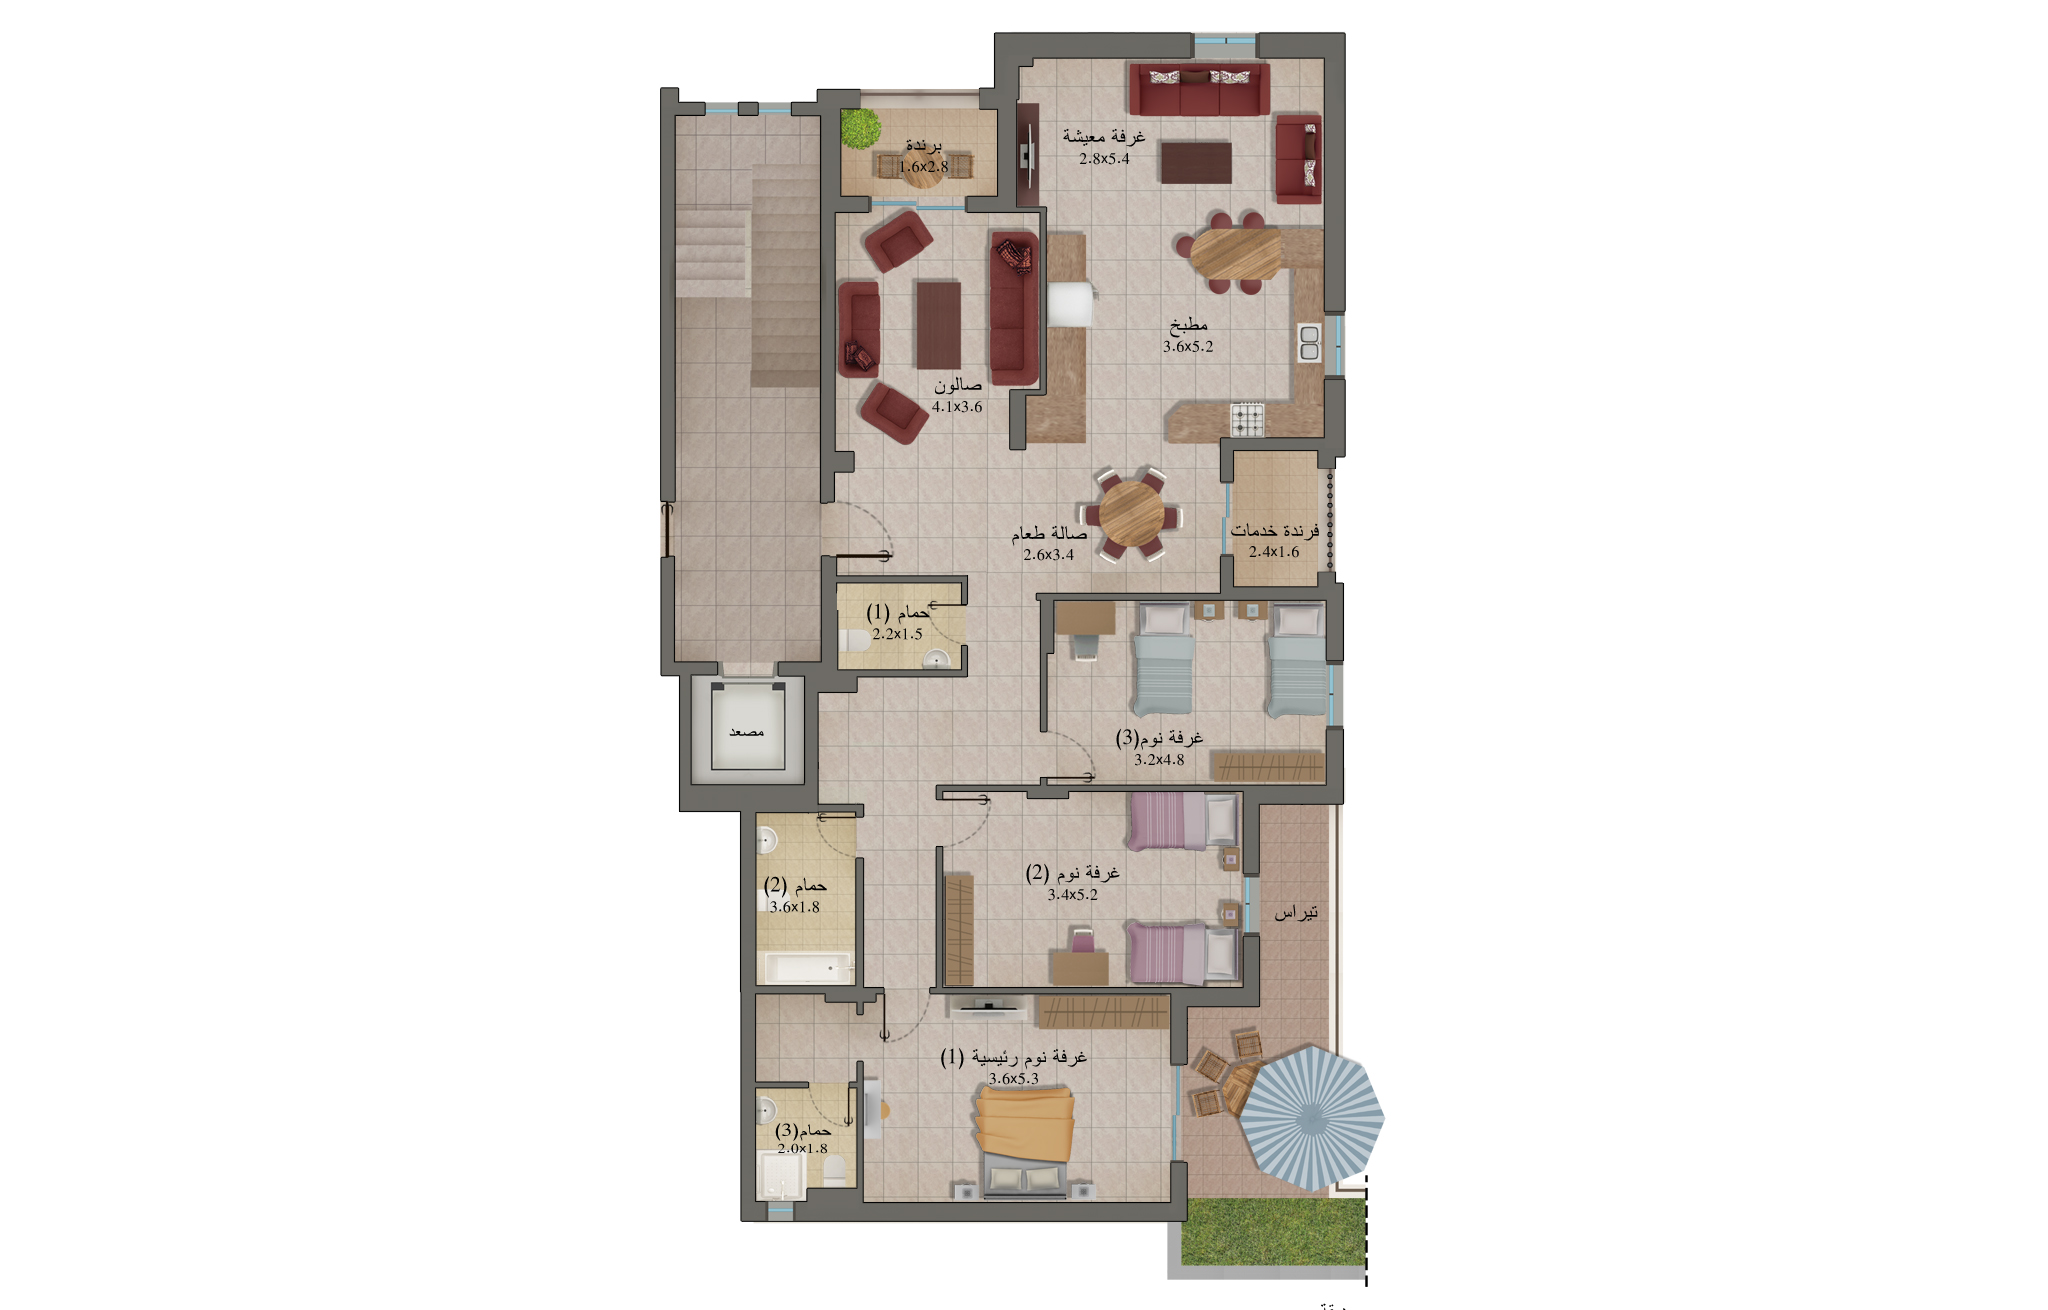 غرفة معيشة
2.8x5.4
برندة
1.6x2.8
مطبخ
3.6x5.2
صالون
4.1x3.6
صالة طعام
2.6x3.4
فرندة خدمات
2.4x1.6
حمام (1)
2.2x1.5
مصعد
غرفة نوم(3)
3.2x4.8
غرفة نوم (2)
3.4x5.2
حمام (2)
3.6x1.8
تيراس
غرفة نوم رئيسية (1)
3.6x5.3
حمام(3)
2.0x1.8